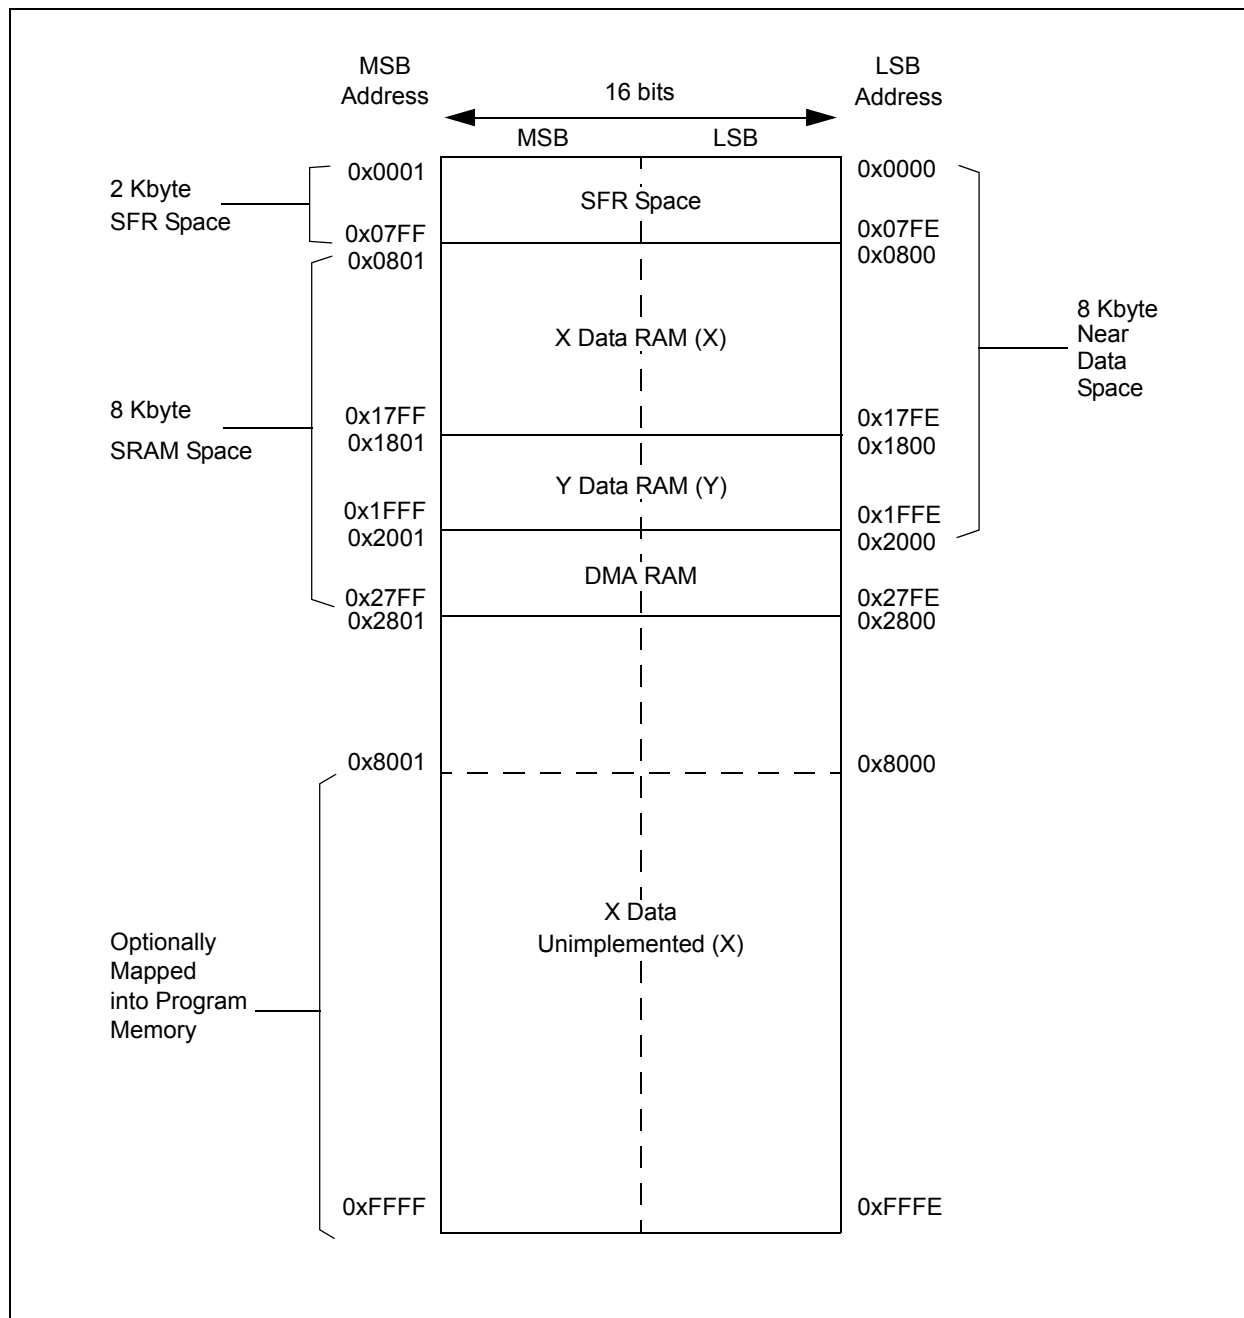 MSB
Address
16 bits
LSB
Address
MSB
LSB
0x0001
0x0000
2 Kbyte
SFR Space
SFR Space
0x07FF
0x07FE
0x0801
0x0800
X Data RAM (X)
8 Kbyte
Near
Data
Space
8 Kbyte
SRAM Space
0x17FF
0x17FE
0x1801
0x1800
Y Data RAM (Y)
0x1FFF
0x1FFE
0x2001
0x2000
DMA RAM
0x27FF
0x27FE
0x2801
0x2800
0x8001
0x8000
X Data
Unimplemented (X)
Optionally
Mapped
into Program
Memory
0xFFFF
0xFFFE